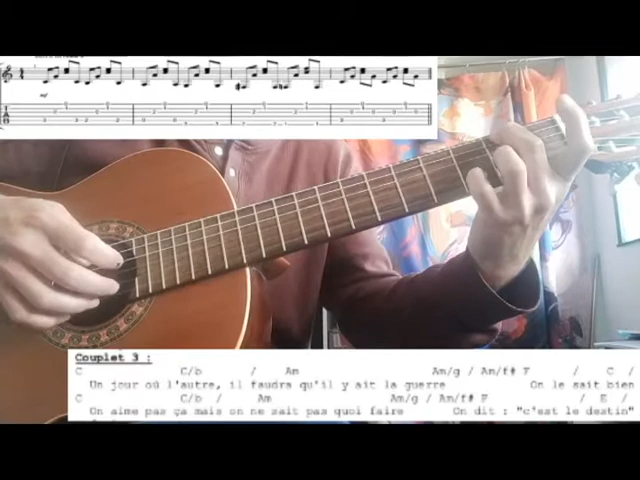 Couplet 3 :
C C/b / Am Am/g / Am/f# F / C /
Un jour où l'autre, il faudra qu'il y ait la guerre On le sait bien
C C/b / Am Am/g / Am/f# F / E /
On aime pas ça mais on ne sait pas quoi faire On dit : "c'est le destin"